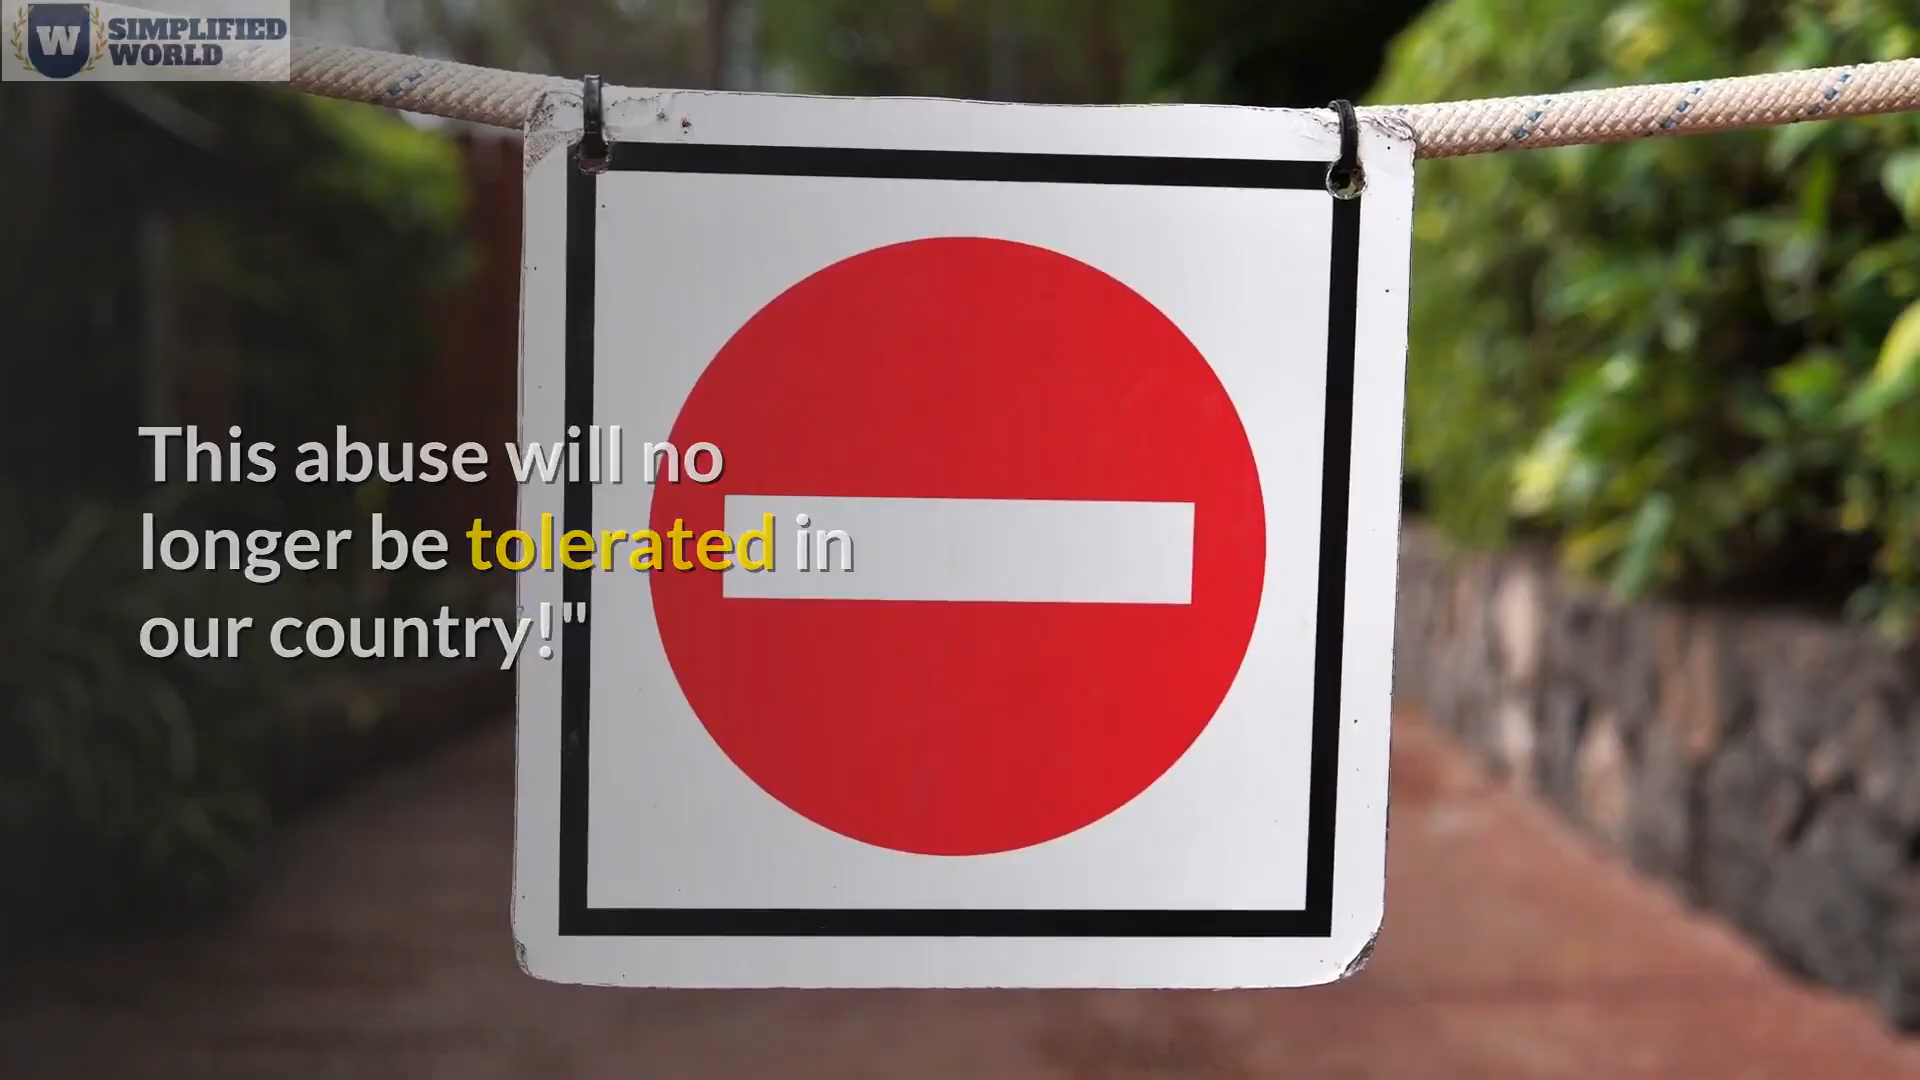 W SIMPLIFIED
WORLD
This abuse will no
longer be tolerated in
our country!"